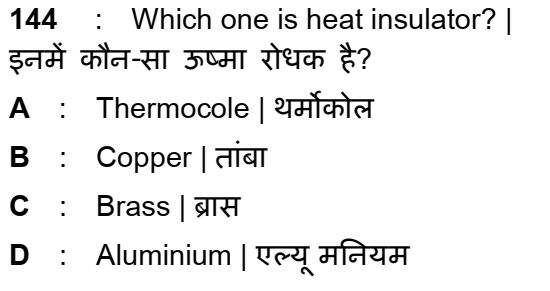 144 : Which one is heat insulator? |
इनमें कौन-सा ऊष्मा रोधक है?
A : Thermocole | थर्मोकोल
B : Copper | तांबा
C : Brass | ब्रास
D : Aluminium | एल्यू मनियम